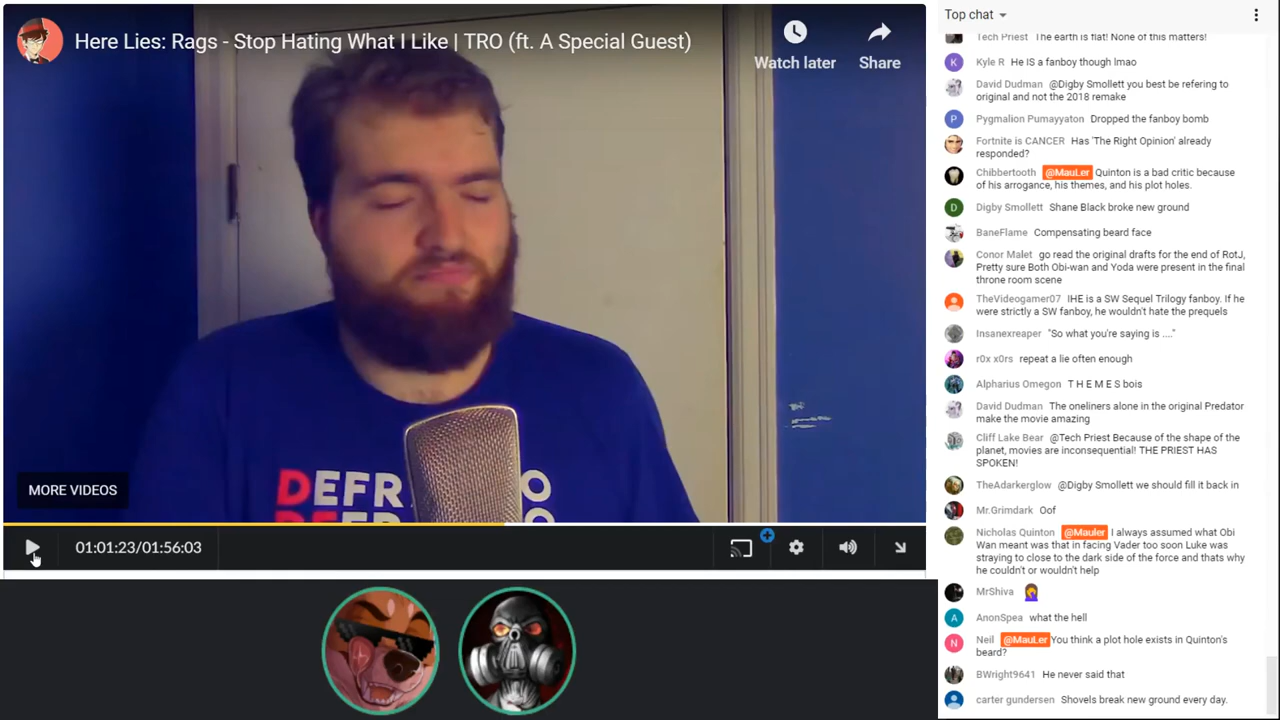 Here Lies: Rags - Stop Hating What I Like | TRO (ft. A Special Guest)
Watch later
Share
MORE VIDEOS
01:01:23/01:56:03
Top chat
Tech Priest The earth is flat! None of this matters!
Kyle R He IS a fanboy though lmao
David Dudman @Digby Smollett you best be refering to
original and not the 2018 remake
Pygmalion Pumayyaton Dropped the fanboy bomb
Fortnite is CANCER Has 'The Right Opinion' already
responded?
Chibbertooth @MauLer Quinton is a bad critic because
of his arrogance, his themes, and his plot holes.
Digby Smollett Shane Black broke new ground
BaneFlame Compensating beard face
Conor Malet go read the original drafts for the end of RotJ,
Pretty sure Both Obi-wan and Yoda were present in the final
throne room scene
TheVideogamer07 IHE is a SW Sequel Trilogy fanboy. If he
were strictly a SW fanboy, he wouldn't hate the prequels
Insanexreaper "So what you're saying is ...."
r0x x0rs repeat a lie often enough
Alpharius Omegon T H E M E S bois
David Dudman The oneliners alone in the original Predator
make the movie amazing
Cliff Lake Bear @Tech Priest Because of the shape of the
planet, movies are inconsequential! THE PRIEST HAS
SPOKEN!
TheAdarkerglow @Digby Smollett we should fill it back in
Mr.Grimdark Oof
Nicholas Quinton @Mauler I always assumed what Obi
Wan meant was that in facing Vader too soon Luke was
straying to close to the dark side of the force and thats why
he couldn't or wouldn't help
MrShiva
AnonSpea what the hell
Neil @MauLer You think a plot hole exists in Quinton's
beard?
BWright9641 He never said that
carter gundersen Shovels break new ground every day.